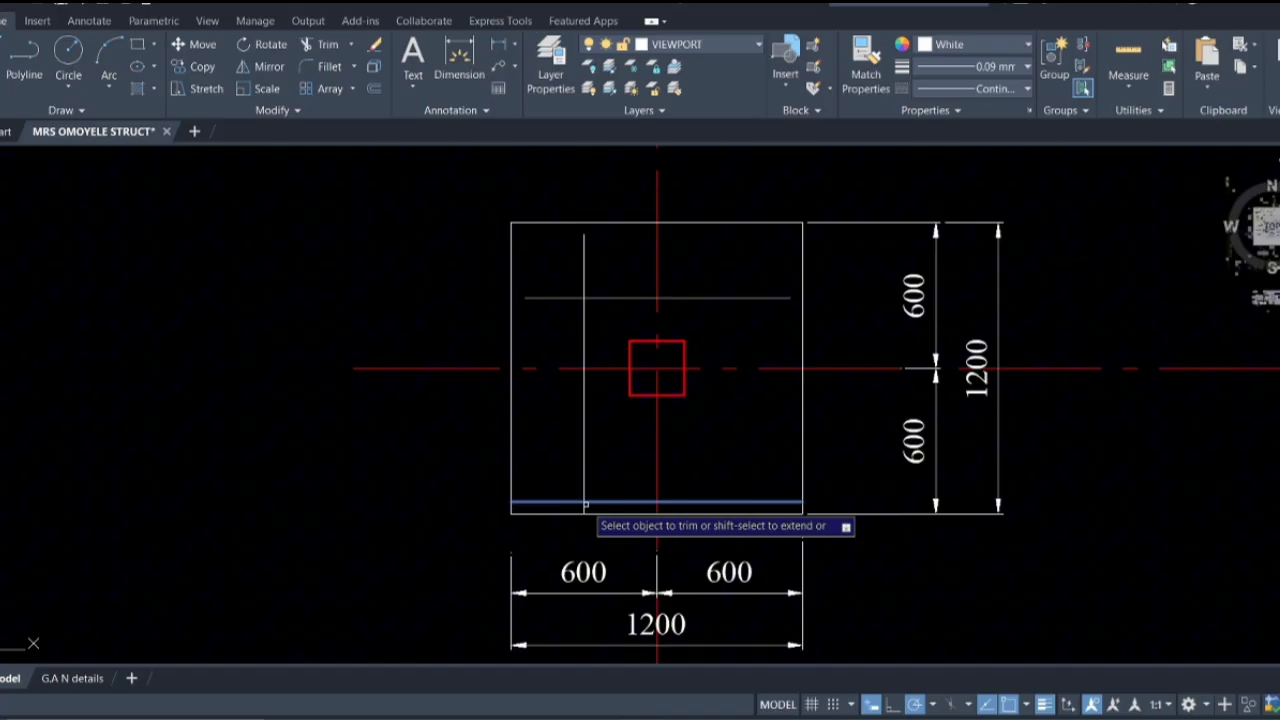 Insert Annotate Parametric View Manage Output Add-ins Collaborate Express Tools Featured Apps
Polyline Circle Arc Move Rotate Trim Text Dimension Layer Properties VIEWPORT Insert Match Properties White Group Measure Paste
Copy Mirror Fillet 0.09 mm
Stretch Scale Array Contin...
Draw Modify Annotation Layers Block Properties Groups Utilities Clipboard
MRS OMOYELE STRUCT*
N
W TOP
S
600
1200
600
Select object to trim or shift-select to extend or
600 600
1200
X
G.A N details
MODEL 1:1